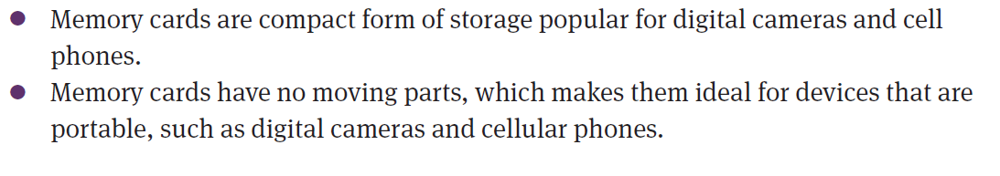 ● Memory cards are compact form of storage popular for digital cameras and cell
phones.
● Memory cards have no moving parts, which makes them ideal for devices that are
portable, such as digital cameras and cellular phones.